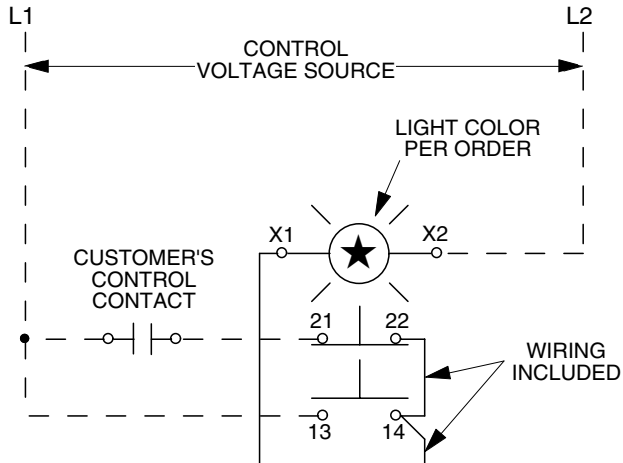 L1
L2
CONTROL
VOLTAGE SOURCE
LIGHT COLOR
PER ORDER
X1
X2
CUSTOMER'S
CONTROL
CONTACT
21
22
WIRING
INCLUDED
13
14